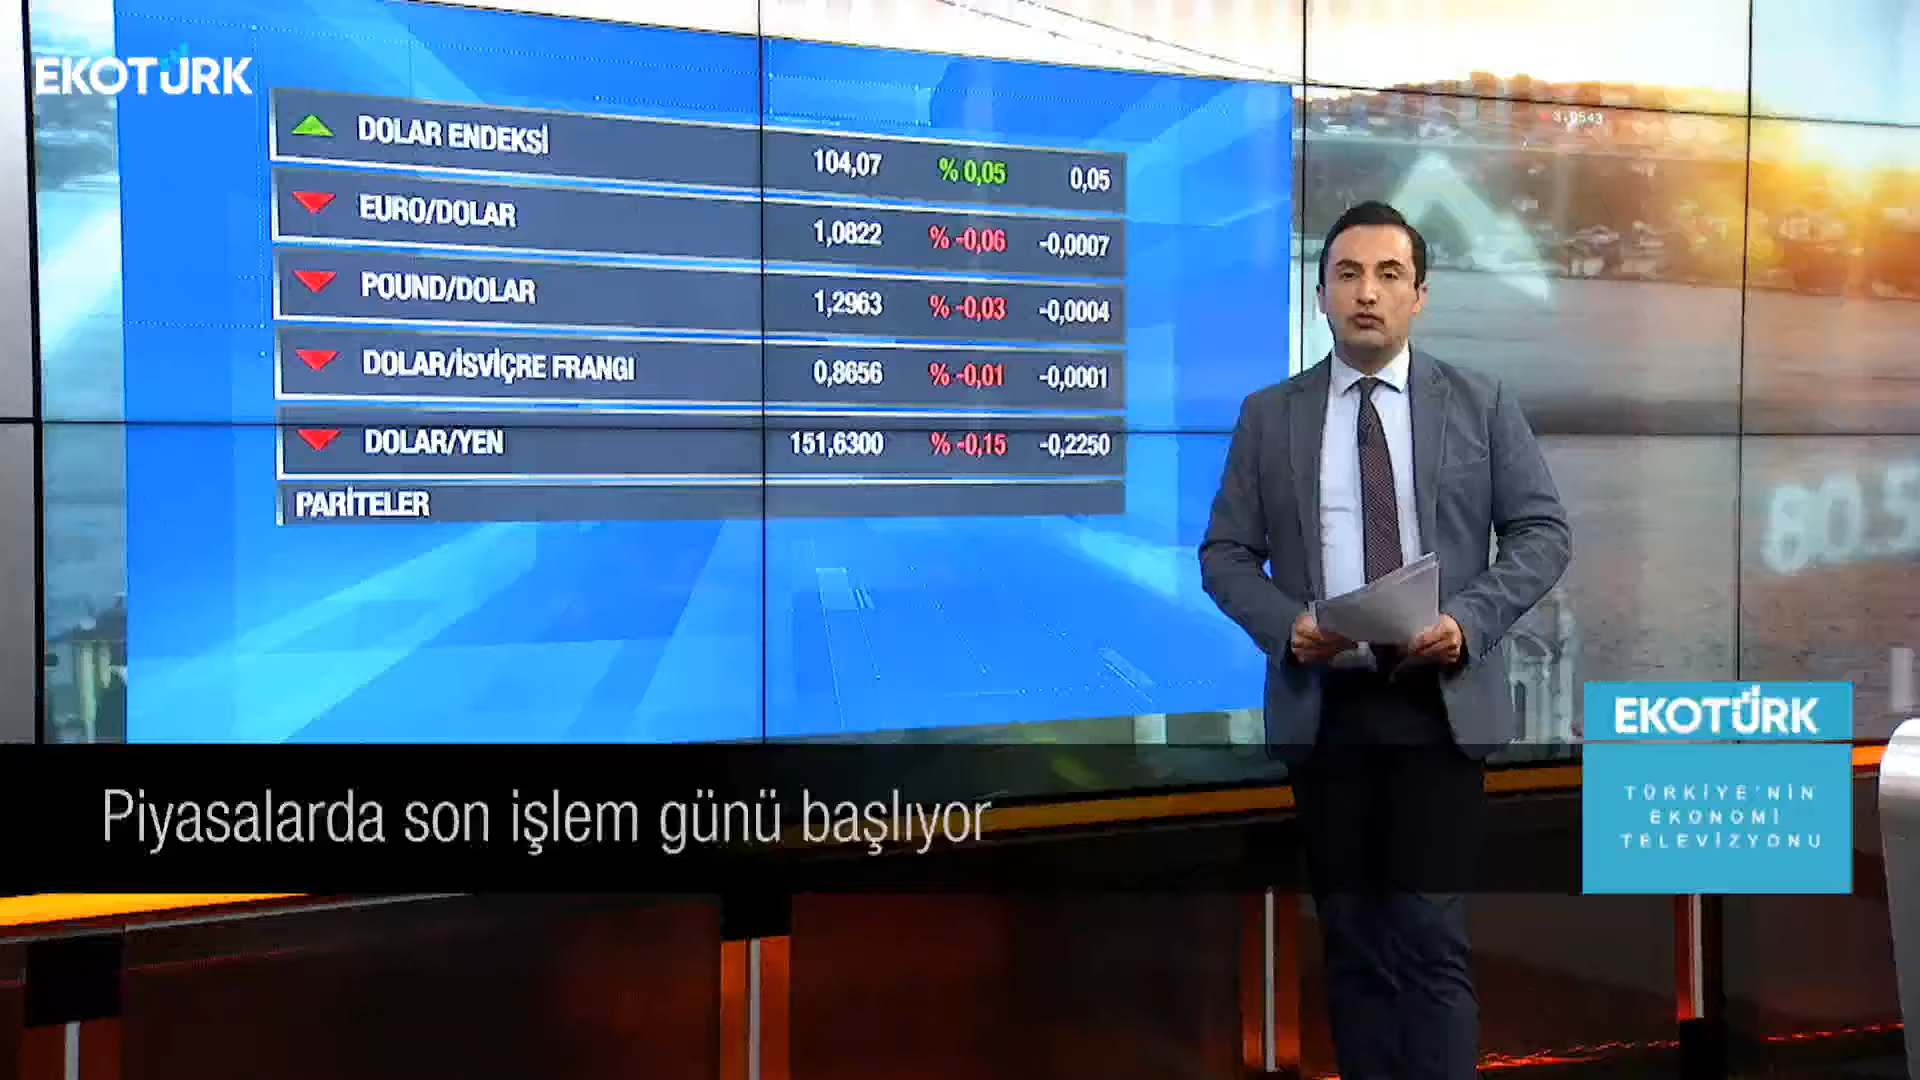 EKOTÜRK
DOLAR ENDEKSİ 104,07 % 0,05 0,05
EURO/DOLAR 1,0822 % -0,06 -0,0007
POUND/DOLAR 1,2963 % -0,03 -0,0004
DOLAR/İSVİÇRE FRANGI 0,8656 % -0,01 -0,0001
DOLAR/YEN 151,6300 % -0,15 -0,2250
PARİTELER
80.5
Piyasalarda son işlem günü başlıyor
EKOTÜRK
TÜRKİYE'NİN
EKONOMİ
TELEVİZYONU